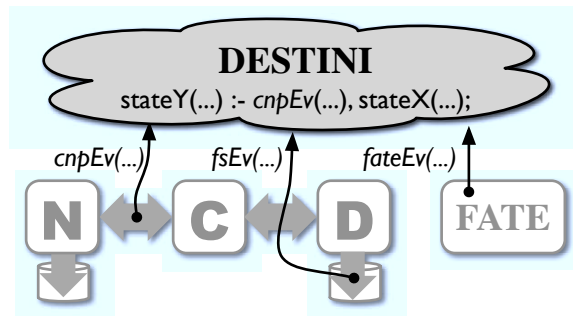 DESTINI
stateY(...) :- cnpEv(...), stateX(...);
cnpEv(...) fsEv(...) fateEv(...)
N C D FATE